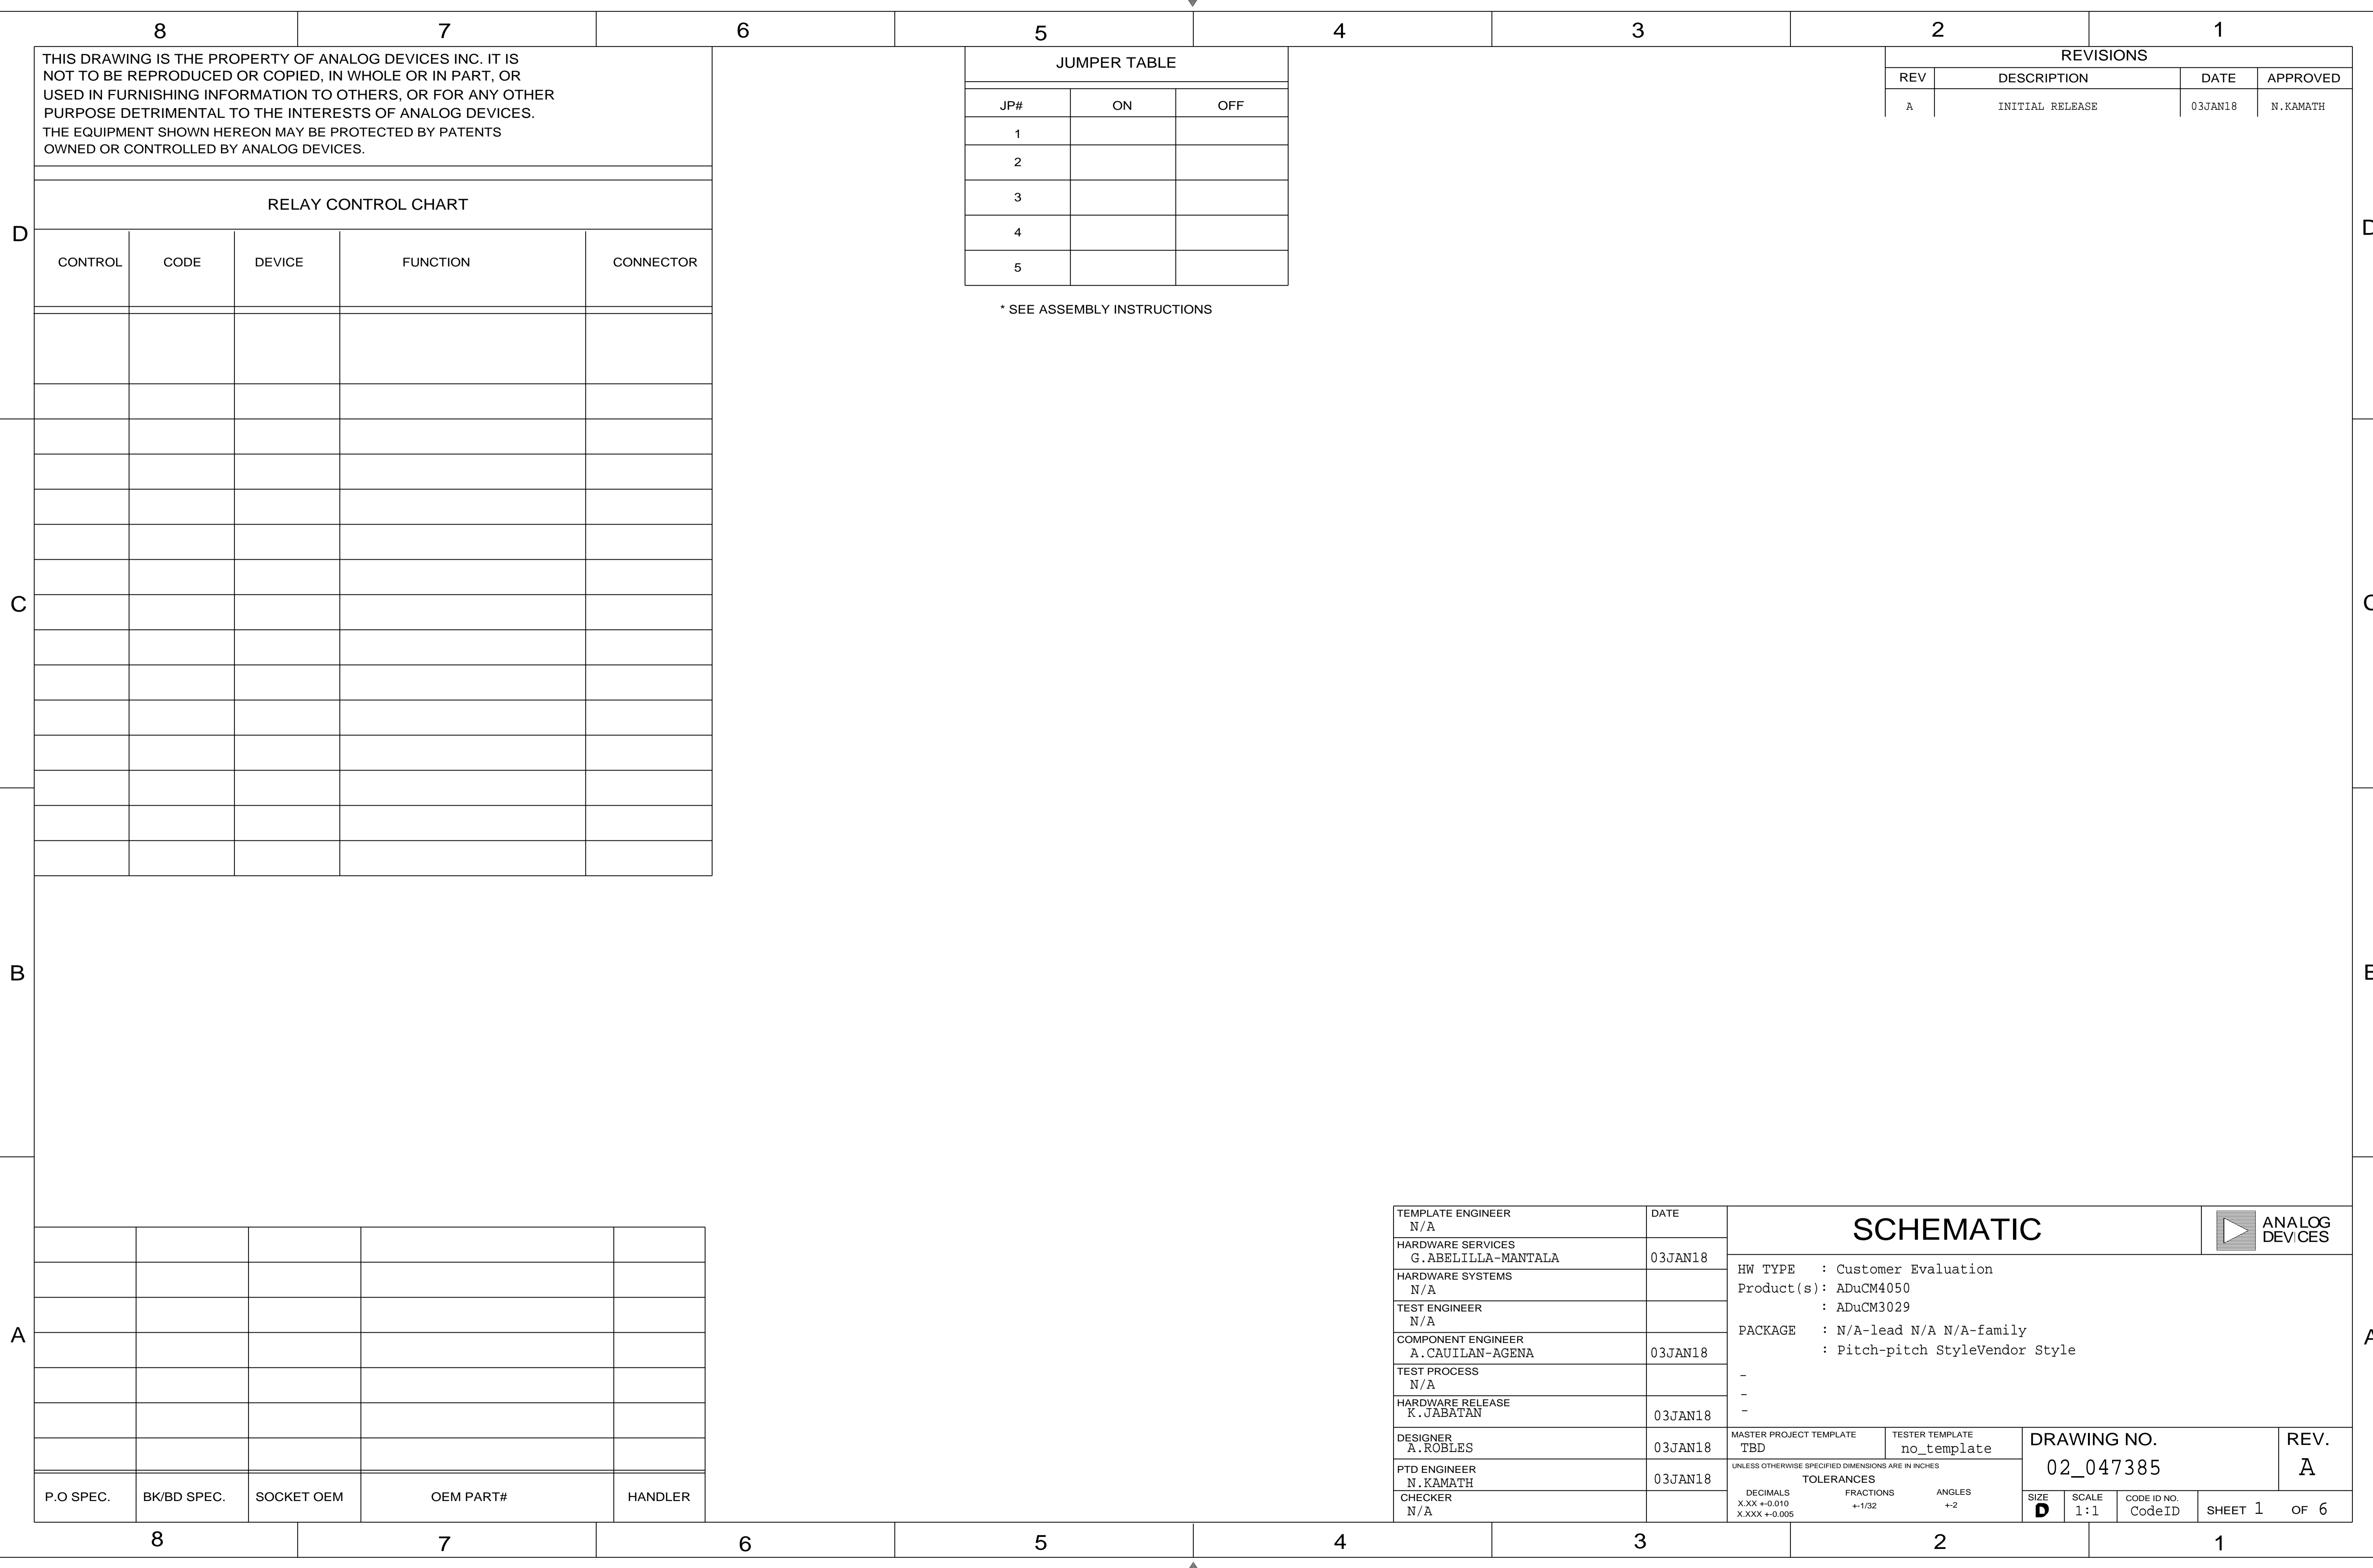 8 7 6 5 4 3 2 1
THIS DRAWING IS THE PROPERTY OF ANALOG DEVICES INC. IT IS
NOT TO BE REPRODUCED OR COPIED, IN WHOLE OR IN PART, OR
USED IN FURNISHING INFORMATION TO OTHERS, OR FOR ANY OTHER
PURPOSE DETRIMENTAL TO THE INTERESTS OF ANALOG DEVICES.
THE EQUIPMENT SHOWN HEREON MAY BE PROTECTED BY PATENTS
OWNED OR CONTROLLED BY ANALOG DEVICES.
RELAY CONTROL CHART
CONTROL CODE DEVICE FUNCTION CONNECTOR
JUMPER TABLE
JP# ON OFF
1
2
3
4
5
* SEE ASSEMBLY INSTRUCTIONS
REVISIONS
REV DESCRIPTION DATE APPROVED
A INITIAL RELEASE 03JAN18 N.KAMATH
D D
C C
B B
A A
P.O SPEC. BK/BD SPEC. SOCKET OEM OEM PART# HANDLER
TEMPLATE ENGINEER DATE
N/A
HARDWARE SERVICES
G.ABELILLA-MANTALA 03JAN18
HARDWARE SYSTEMS
N/A
TEST ENGINEER
N/A
COMPONENT ENGINEER
A.CAUILAN-AGENA 03JAN18
TEST PROCESS
N/A
HARDWARE RELEASE
K.JABATAN 03JAN18
DESIGNER
A.ROBLES 03JAN18
PTD ENGINEER
N.KAMATH 03JAN18
CHECKER
N/A
SCHEMATIC
ANALOG
DEVICES
HW TYPE : Customer Evaluation
Product(s): ADuCM4050
: ADuCM3029
PACKAGE : N/A-lead N/A N/A-family
: Pitch-pitch StyleVendor Style
-
-
-
MASTER PROJECT TEMPLATE
TBD
TESTER TEMPLATE
no_template
UNLESS OTHERWISE SPECIFIED DIMENSIONS ARE IN INCHES
TOLERANCES
DECIMALS FRACTIONS ANGLES
X.XX +-0.010 +-1/32 +-2
X.XXX +-0.005
DRAWING NO.
02_047385
REV.
A
SIZE
D
SCALE
1:1
CODE ID NO.
CodeID
SHEET 1 OF 6
8 7 6 5 4 3 2 1